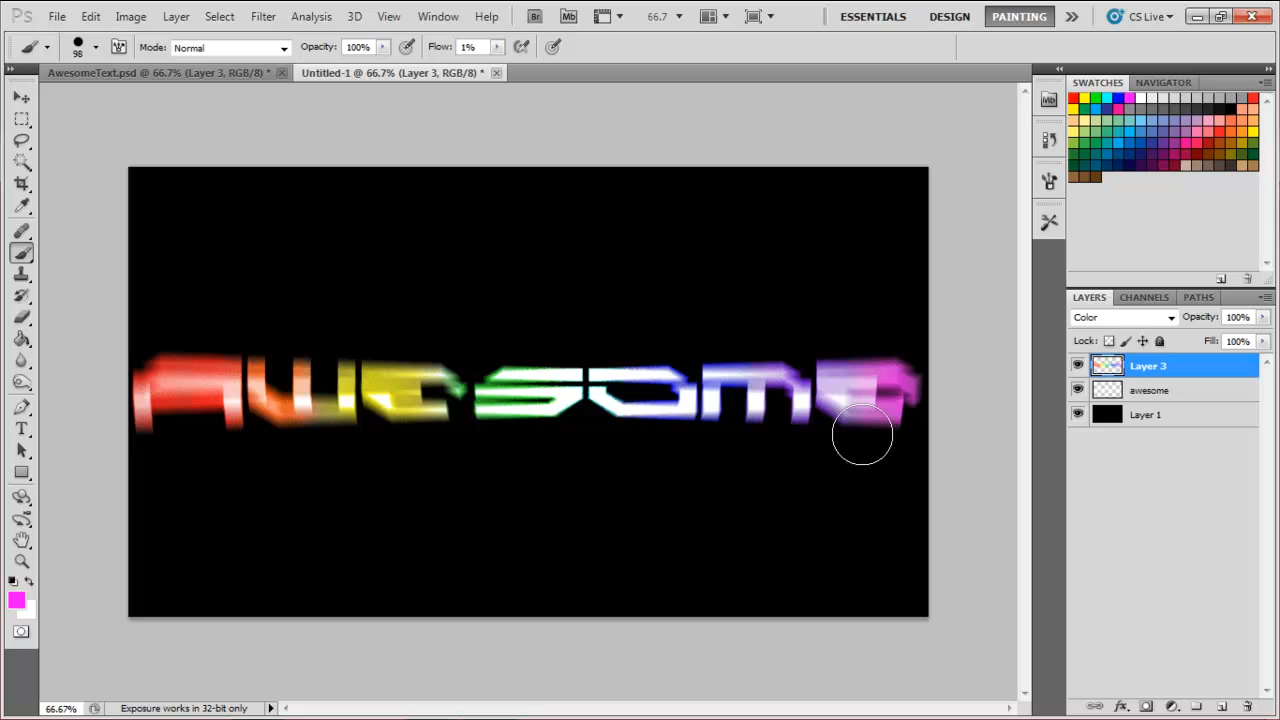 Ps File Edit Image Layer Select Filter Analysis 3D View Window Help Br Mb 66.7 ESSENTIALS DESIGN PAINTING CS Live
98 Mode: Normal Opacity: 100% Flow: 1%
AwesomeText.psd @ 66.7% (Layer 3, RGB/8) * Untitled-1 @ 66.7% (Layer 3, RGB/8) *
SWATCHES NAVIGATOR
Mb
awesome
LAYERS CHANNELS PATHS
Color Opacity: 100%
Lock: Fill: 100%
Layer 3
awesome
Layer 1
66.67% Exposure works in 32-bit only
fx